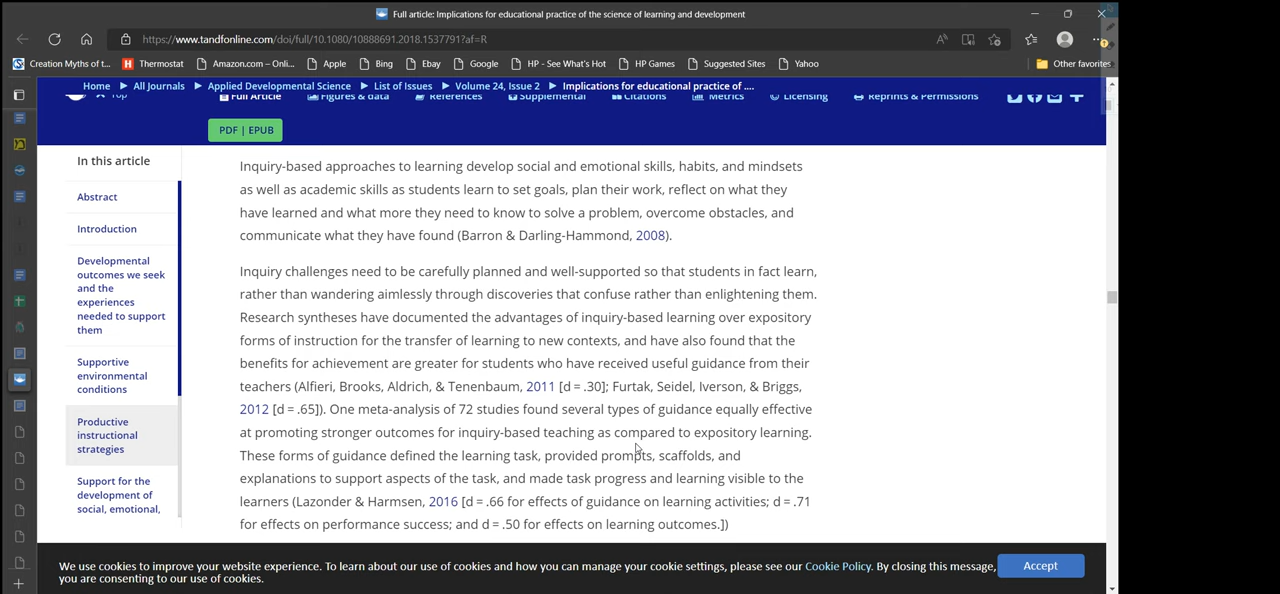 Full article: Implications for educational practice of the science of learning and development
https://www.tandfonline.com/doi/full/10.1080/10888691.2018.1537791?af=R
Creation Myths of t... Thermostat Amazon.com – Onli... Apple Bing Ebay Google HP - See What's Hot HP Games Suggested Sites Yahoo Other favorites
Home All Journals Applied Developmental Science List of Issues Volume 24, Issue 2 Implications for educational practice of ....
Top Full Article Figures & data References Supplemental Citations Metrics Licensing Reprints & Permissions
PDF | EPUB
In this article
Abstract
Introduction
Developmental
outcomes we seek
and the
experiences
needed to support
them
Supportive
environmental
conditions
Productive
instructional
strategies
Support for the
development of
social, emotional,
Inquiry-based approaches to learning develop social and emotional skills, habits, and mindsets
as well as academic skills as students learn to set goals, plan their work, reflect on what they
have learned and what more they need to know to solve a problem, overcome obstacles, and
communicate what they have found (Barron & Darling-Hammond, 2008).
Inquiry challenges need to be carefully planned and well-supported so that students in fact learn,
rather than wandering aimlessly through discoveries that confuse rather than enlightening them.
Research syntheses have documented the advantages of inquiry-based learning over expository
forms of instruction for the transfer of learning to new contexts, and have also found that the
benefits for achievement are greater for students who have received useful guidance from their
teachers (Alfieri, Brooks, Aldrich, & Tenenbaum, 2011 [d = .30]; Furtak, Seidel, Iverson, & Briggs,
2012 [d = .65]). One meta-analysis of 72 studies found several types of guidance equally effective
at promoting stronger outcomes for inquiry-based teaching as compared to expository learning.
These forms of guidance defined the learning task, provided prompts, scaffolds, and
explanations to support aspects of the task, and made task progress and learning visible to the
learners (Lazonder & Harmsen, 2016 [d = .66 for effects of guidance on learning activities; d = .71
for effects on performance success; and d = .50 for effects on learning outcomes.])
We use cookies to improve your website experience. To learn about our use of cookies and how you can manage your cookie settings, please see our Cookie Policy. By closing this message,
you are consenting to our use of cookies.
Accept